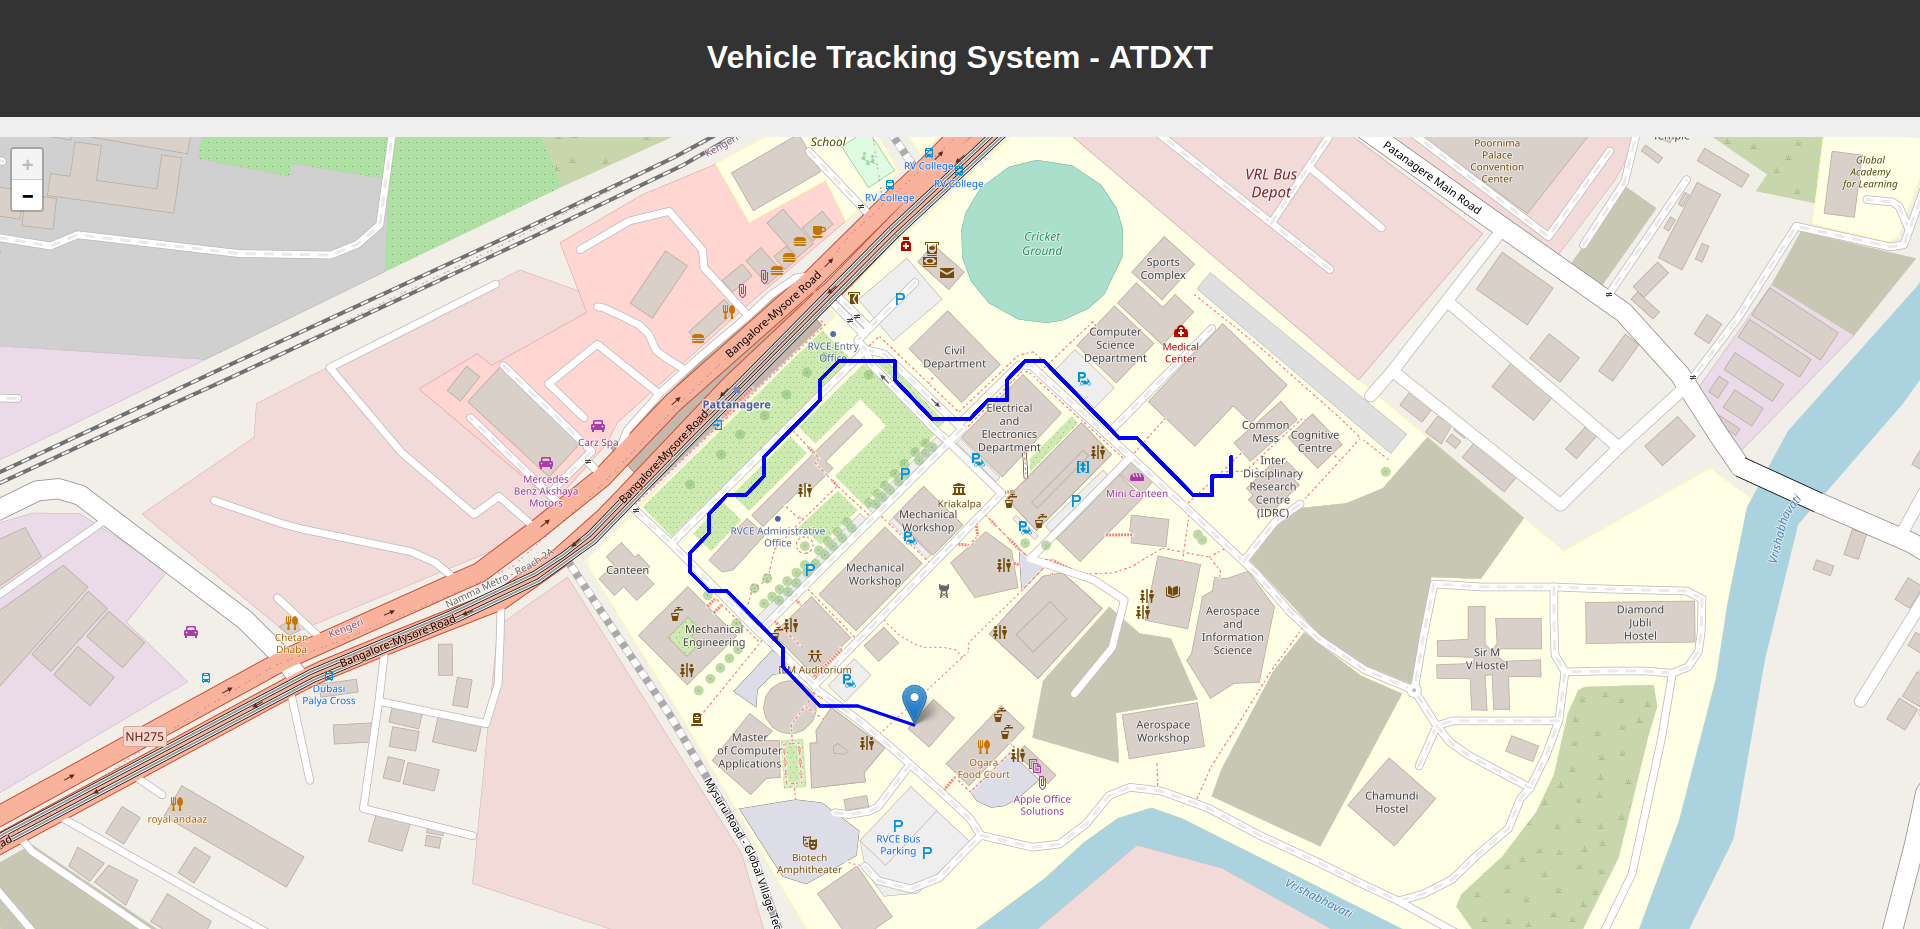 Vehicle Tracking System - ATDXT
+
-
School
Kengeri
RV College
RV College
RV College
Cricket
Ground
VRL Bus
Depot
Patanagere Main Road
Poornima
Palace
Convention
Center
Temple
Global
Academy
for Learning
Sports
Complex
Bangalore-Mysore Road
P
RVCE Entry
Office
Civil
Department
Computer
Science
Department
Medical
Center
P
Pattanagere
Bangalore-Mysore Road
Electrical
and
Electronics
Department
Common
Mess
Cognitive
Centre
Carz Spa
Mercedes
Benz Akshaya
Motors
P
P
Inter
Disciplinary
Research
Centre
(IDRC)
Mini Canteen
Kriakalpa
P
Mechanical
Workshop
P
P
RVCE Administrative
Office
Vrishabhavati
Canteen
P
Mechanical
Workshop
Namma Metro - Reach 2A
Kengeri
Bangalore-Mysore Road
Chetan
Dhaba
Mechanical
Engineering
Aerospace
and
Information
Science
Diamond
Jubli
Hostel
Sir M
V Hostel
IEM Auditorium
P
Dubasi
Palya Cross
NH275
Master
of Computer
Applications
Aerospace
Workshop
Ogara
Food Court
Apple Office
Solutions
Chamundi
Hostel
royal andaaz
Mysuru Road - Global Village Tec
P
RVCE Bus
Parking
P
Biotech
Amphitheater
Vrishabhavati